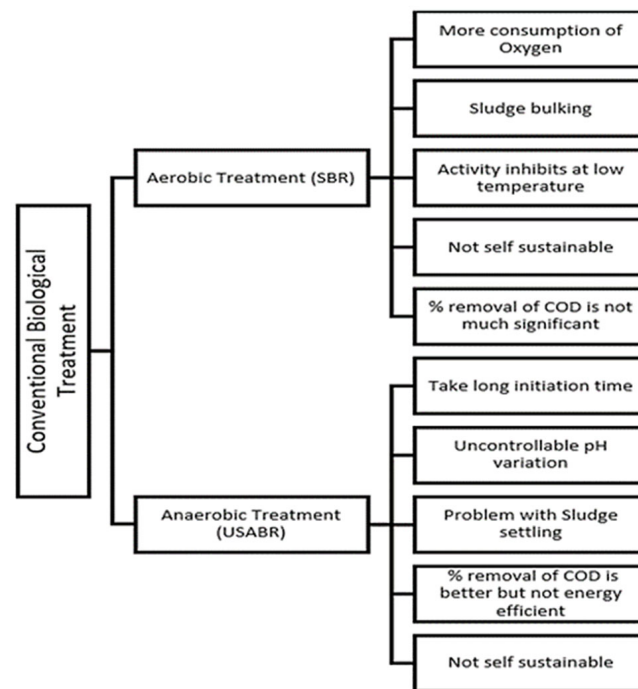 Conventional Biological
Treatment
Aerobic Treatment (SBR)
More consumption of
Oxygen
Sludge bulking
Activity inhibits at low
temperature
Not self sustainable
% removal of COD is not
much significant
Anaerobic Treatment
(USABR)
Take long initiation time
Uncontrollable pH
variation
Problem with Sludge
settling
% removal of COD is
better but not energy
efficient
Not self sustainable